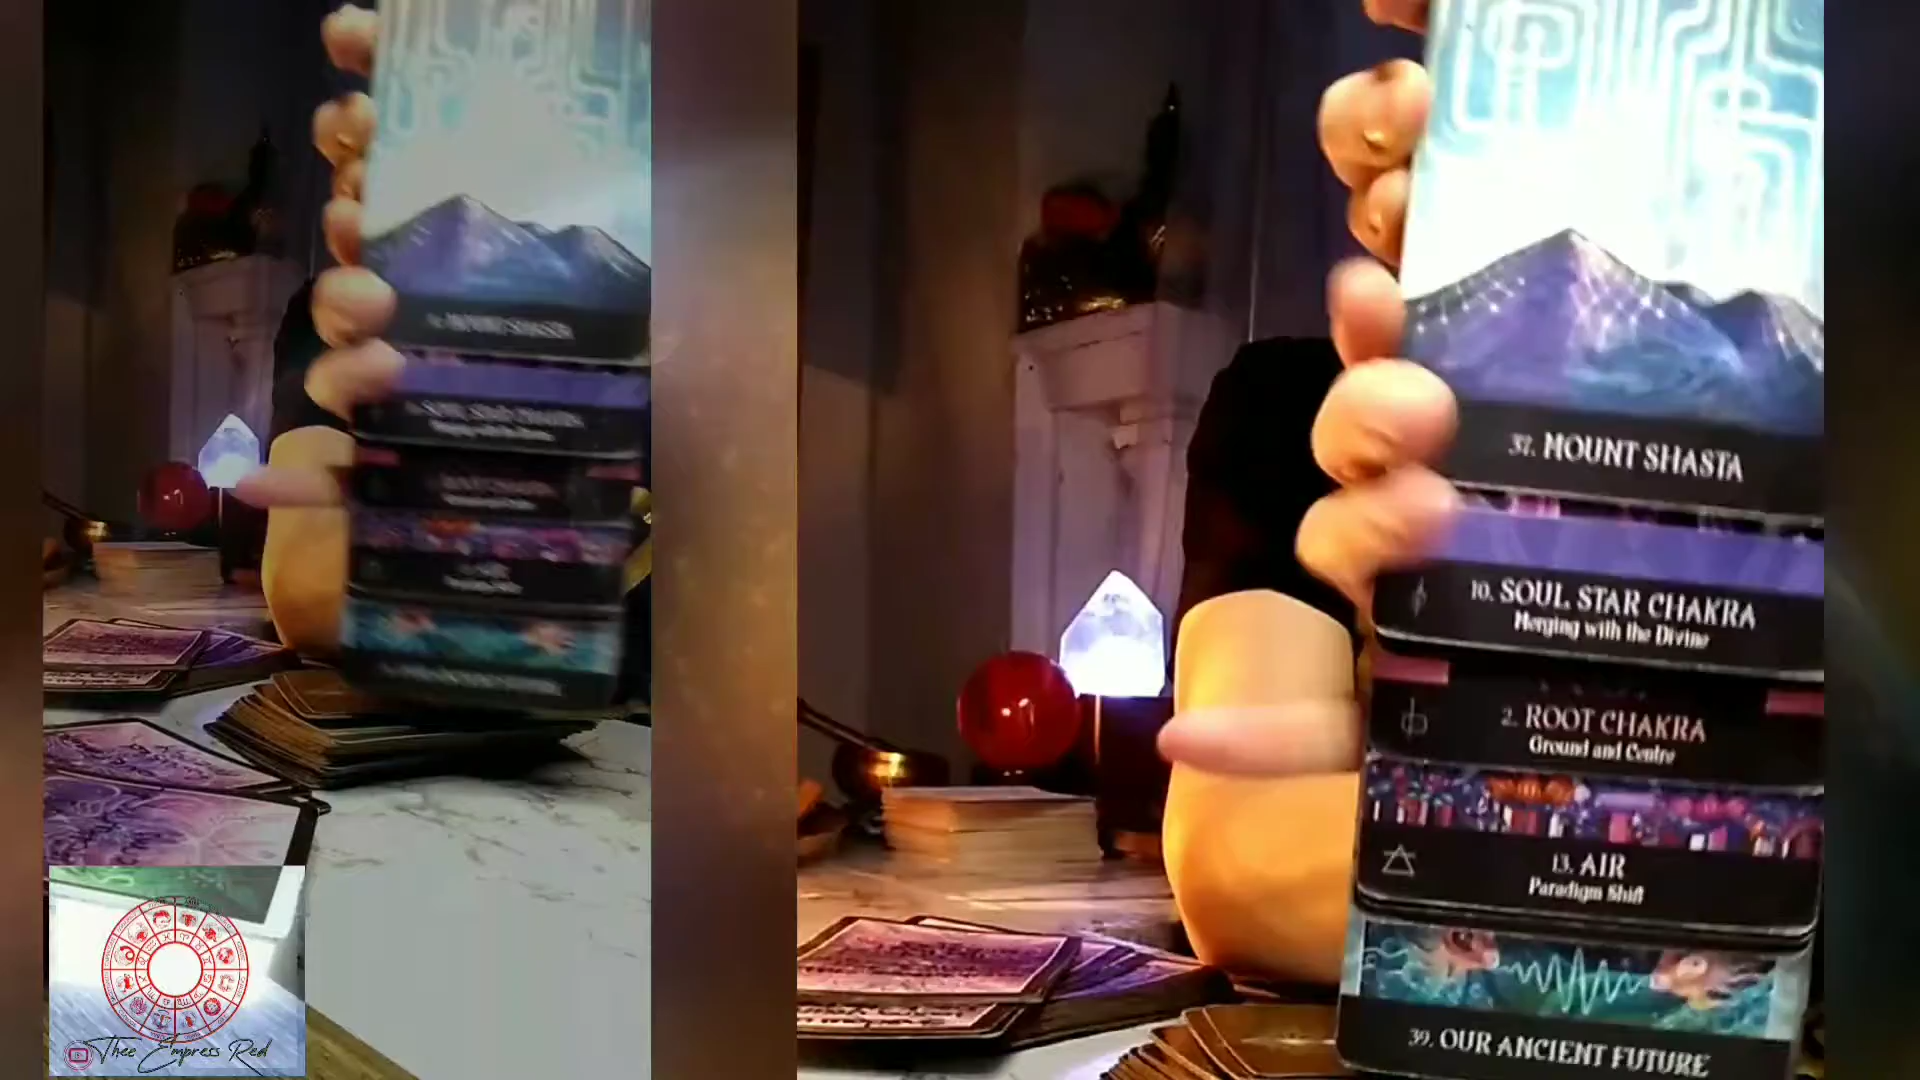 37. MOUNT SHASTA
10. SOUL STAR CHAKRA
Merging with the Divine
2. ROOT CHAKRA
Ground and Centre
13. AIR
Paradigm Shift
39. OUR ANCIENT FUTURE
Thee Empress Red